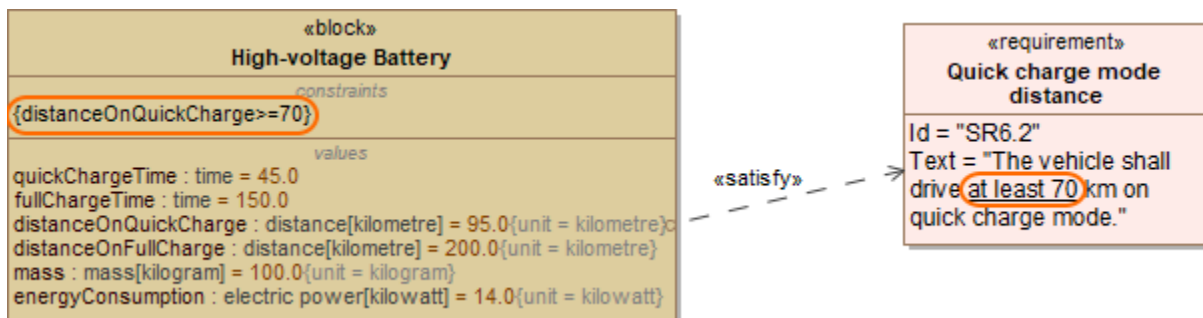 «block»
High-voltage Battery
constraints
{distanceOnQuickCharge>=70}
values
quickChargeTime : time = 45.0
fullChargeTime : time = 150.0
distanceOnQuickCharge : distance[kilometre] = 95.0{unit = kilometre}c
distanceOnFullCharge : distance[kilometre] = 200.0{unit = kilometre}
mass : mass[kilogram] = 100.0{unit = kilogram}
energyConsumption : electric power[kilowatt] = 14.0{unit = kilowatt}
«satisfy»
«requirement»
Quick charge mode
distance
Id = "SR6.2"
Text = "The vehicle shall
drive at least 70 km on
quick charge mode."